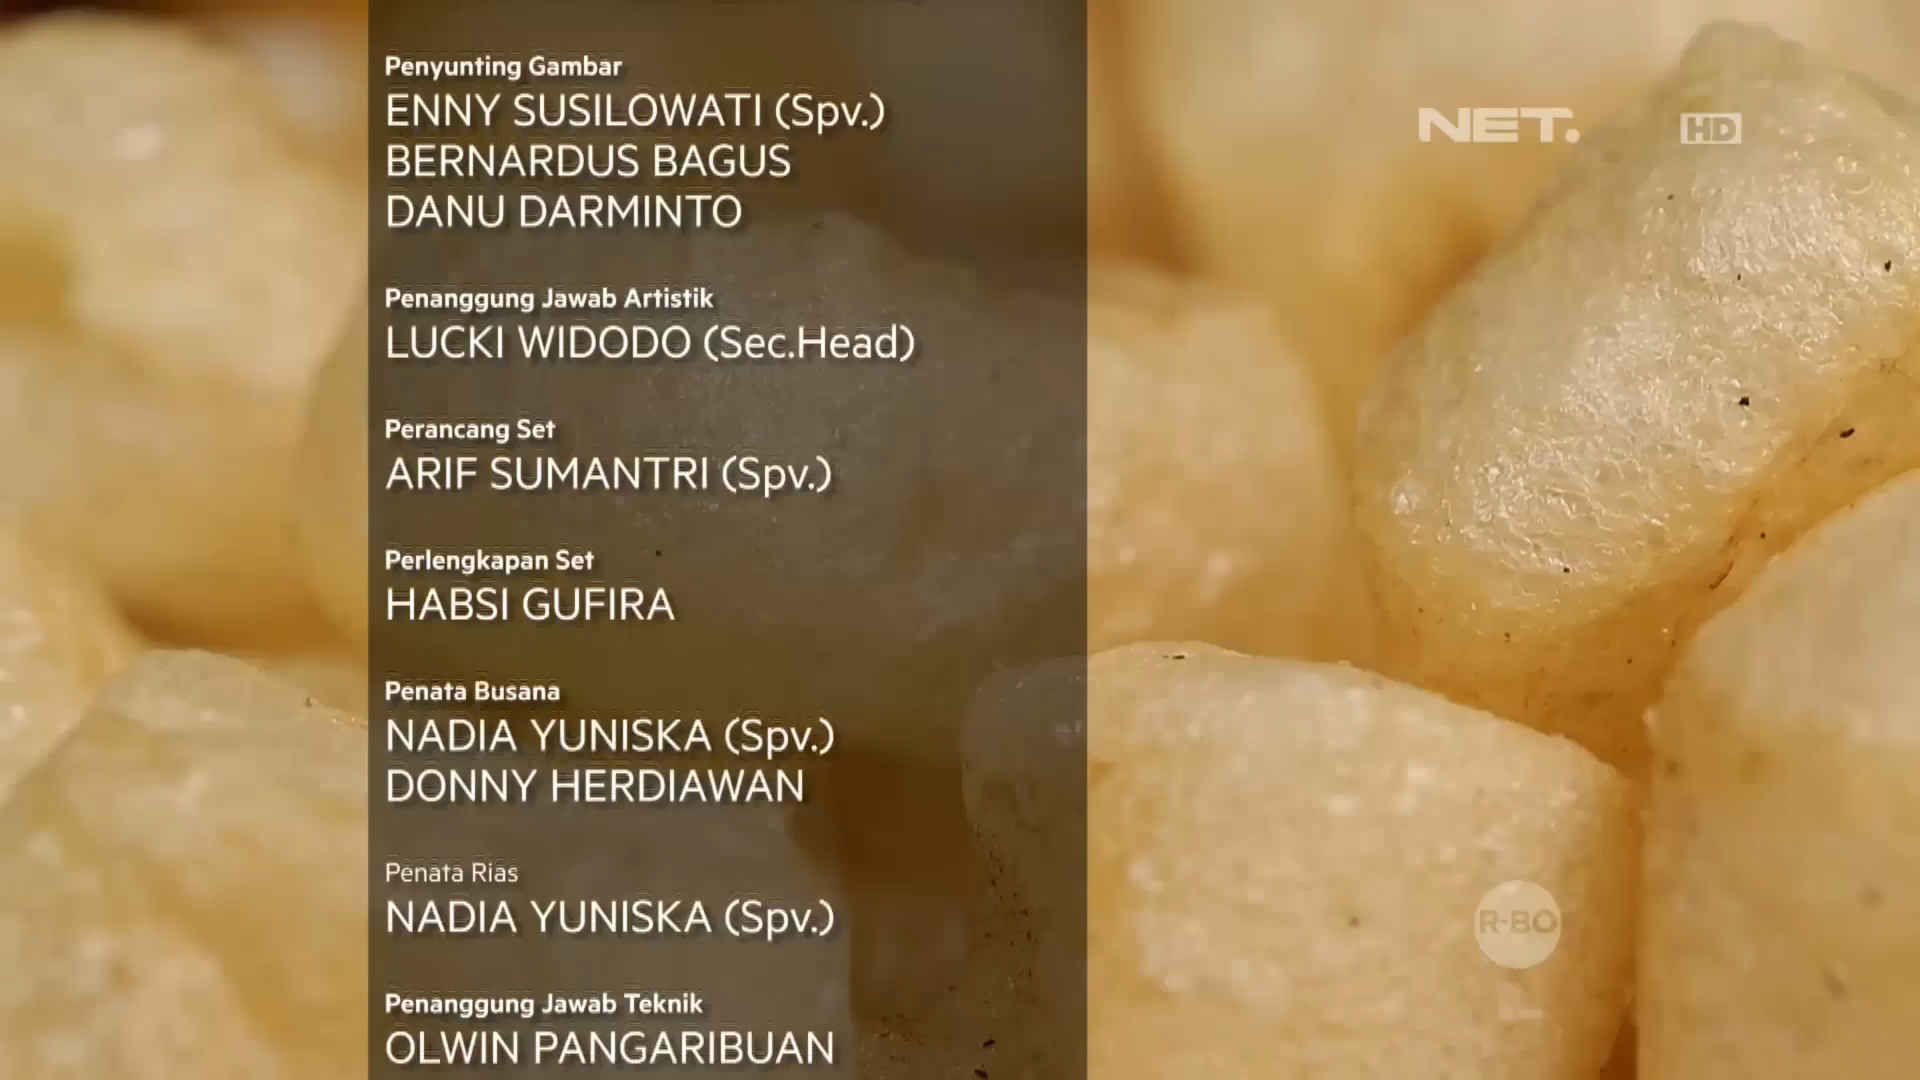 Penyunting Gambar
ENNY SUSILOWATI (Spv.)
BERNARDUS BAGUS
DANU DARMINTO
Penanggung Jawab Artistik
LUCKI WIDODO (Sec.Head)
Perancang Set
ARIF SUMANTRI (Spv.)
Perlengkapan Set
HABSI GUFIRA
Penata Busana
NADIA YUNISKA (Spv.)
DONNY HERDIAWAN
Penata Rias
NADIA YUNISKA (Spv.)
Penanggung Jawab Teknik
OLWIN PANGARIBUAN
NET.
HD
R-BO